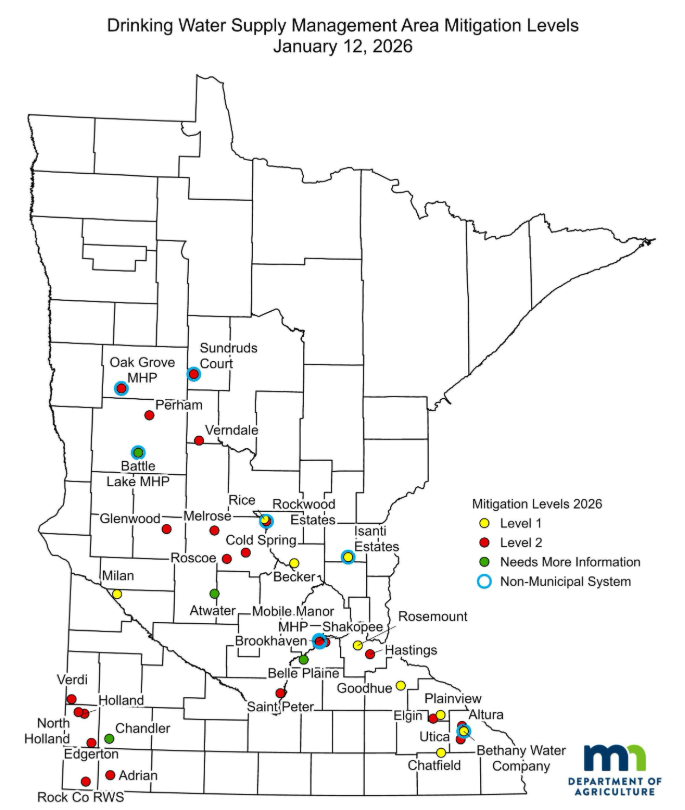 Drinking Water Supply Management Area Mitigation Levels
January 12, 2026
Oak Grove
MHP
Sundruds
Court
Perham
Verndale
Battle
Lake MHP
Rice
Rockwood
Estates
Glenwood
Melrose
Cold Spring
Isanti
Estates
Roscoe
Becker
Milan
Atwater
Mobile Manor
MHP
Shakopee
Rosemount
Brookhaven
Hastings
Belle Plaine
Goodhue
Saint Peter
Verdi
Holland
North
Holland
Chandler
Edgerton
Adrian
Rock Co RWS
Plainview
Elgin
Altura
Utica
Bethany Water
Company
Chatfield
Mitigation Levels 2026
Level 1
Level 2
Needs More Information
Non-Municipal System
DEPARTMENT OF
AGRICULTURE